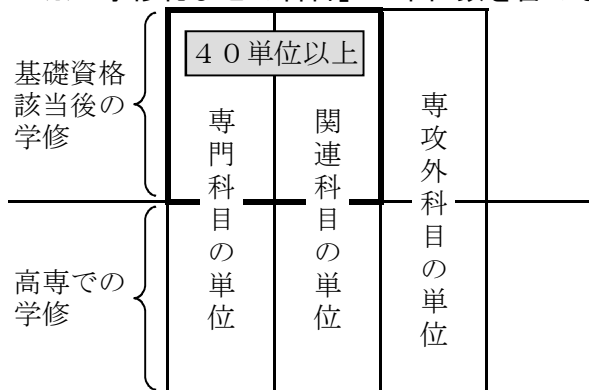 ４０単位以上
基礎資格
該当後の
学修
専門科目の単位
関連科目の単位
専攻外科目の単位
高専での
学修